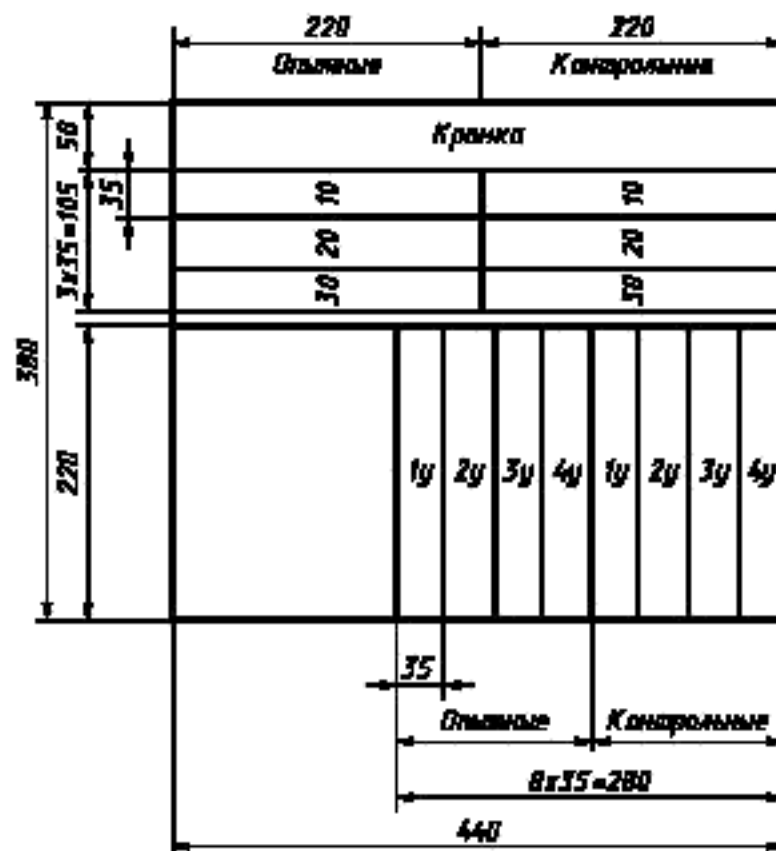 220 220
Опытные Контрольные
50 Кромка
35 10 10
3х35=105 20 20
30 30
380
220 1у 2у 3у 4у 1у 2у 3у 4у
35
Опытные Контрольные
8х35=280
440